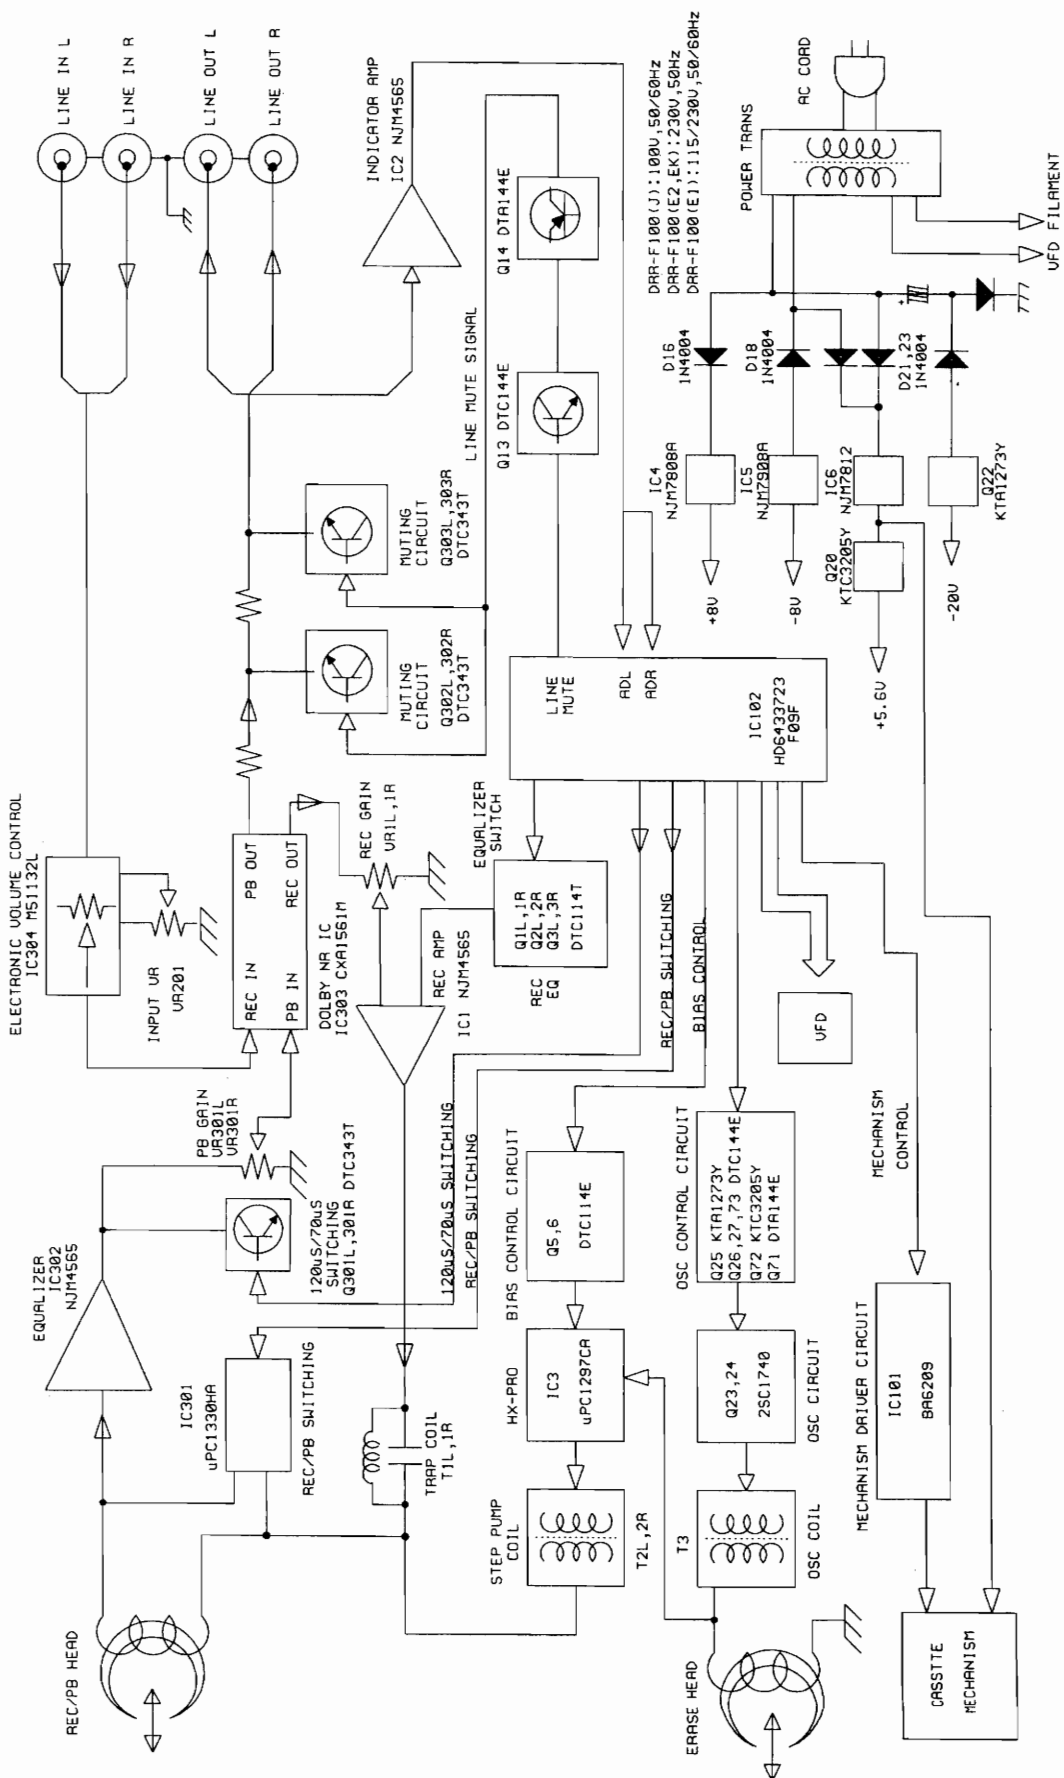 LINE IN L
LINE IN R
LINE OUT L
LINE OUT R
ELECTRONIC VOLUME CONTROL
IC304 M51132L
INPUT VR
VR201
REC IN
PB OUT
PB IN
REC OUT
DOLBY NR IC
IC303 CXA1561M
PB GAIN
VR301L
VR301R
EQUALIZER
IC302
NJM4565
120uS/70uS
SWITCHING
Q301L,301R DTC343T
IC301
uPC1330HA
REC/PB SWITCHING
REC/PB HEAD
REC GAIN
VR1L,1R
REC AMP
IC1 NJM4565
TRAP COIL
T1L,1R
MUTING
CIRCUIT
Q302L,302R
DTC343T
MUTING
CIRCUIT
Q303L,303R
DTC343T
INDICATOR AMP
IC2 NJM4565
LINE MUTE SIGNAL
Q13 DTC144E
Q14 DTA144E
EQUALIZER
SWITCH
Q1L,1R
Q2L,2R
Q3L,3R
DTC114T
REC
EQ
LINE
MUTE
ADL
ADR
IC102
HD6433723
F09F
120uS/70uS SWITCHING
REC/PB SWITCHING
REC/PB SWITCHING
BIAS CONTROL
BIAS CONTROL CIRCUIT
Q5,6
DTC114E
HX-PRO
IC3
uPC1297CA
STEP PUMP
COIL
T2L,2R
OSC CONTROL CIRCUIT
Q25 KTA1273Y
Q26,27,73 DTC144E
Q72 KTC3205Y
Q71 DTA144E
Q23,24
2SC1740
OSC CIRCUIT
T3
OSC COIL
ERASE HEAD
VFD
MECHANISM
CONTROL
MECHANISM DRIVER CIRCUIT
IC101
BA6209
CASSTTE
MECHANISM
DRR-F100(J):100V,50/60Hz
DRR-F100(E2,EK):230V,50Hz
DRR-F100(E1):115/230V,50/60Hz
POWER TRANS
AC CORD
VFD FILAMENT
D16
1N4004
D18
1N4004
D21,23
1N4004
IC4
NJM7808A
IC5
NJM7908A
IC6
NJM7812
Q22
KTA1273Y
Q20
KTC3205Y
+8V
-8V
+5.6V
-20V
+